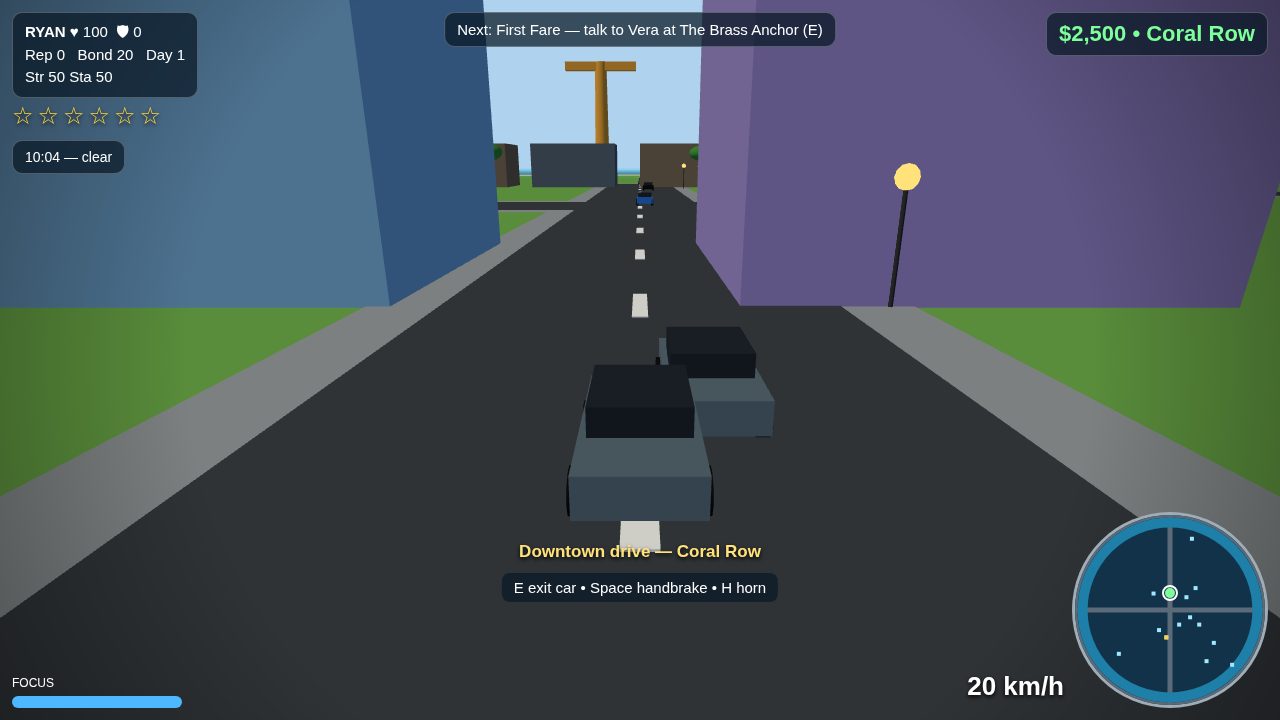 RYAN ♥ 100 🛡 0
Rep 0 Bond 20 Day 1
Str 50 Sta 50
☆ ☆ ☆ ☆ ☆ ☆
10:04 — clear
Next: First Fare — talk to Vera at The Brass Anchor (E)
$2,500 • Coral Row
Downtown drive — Coral Row
E exit car • Space handbrake • H horn
FOCUS
20 km/h